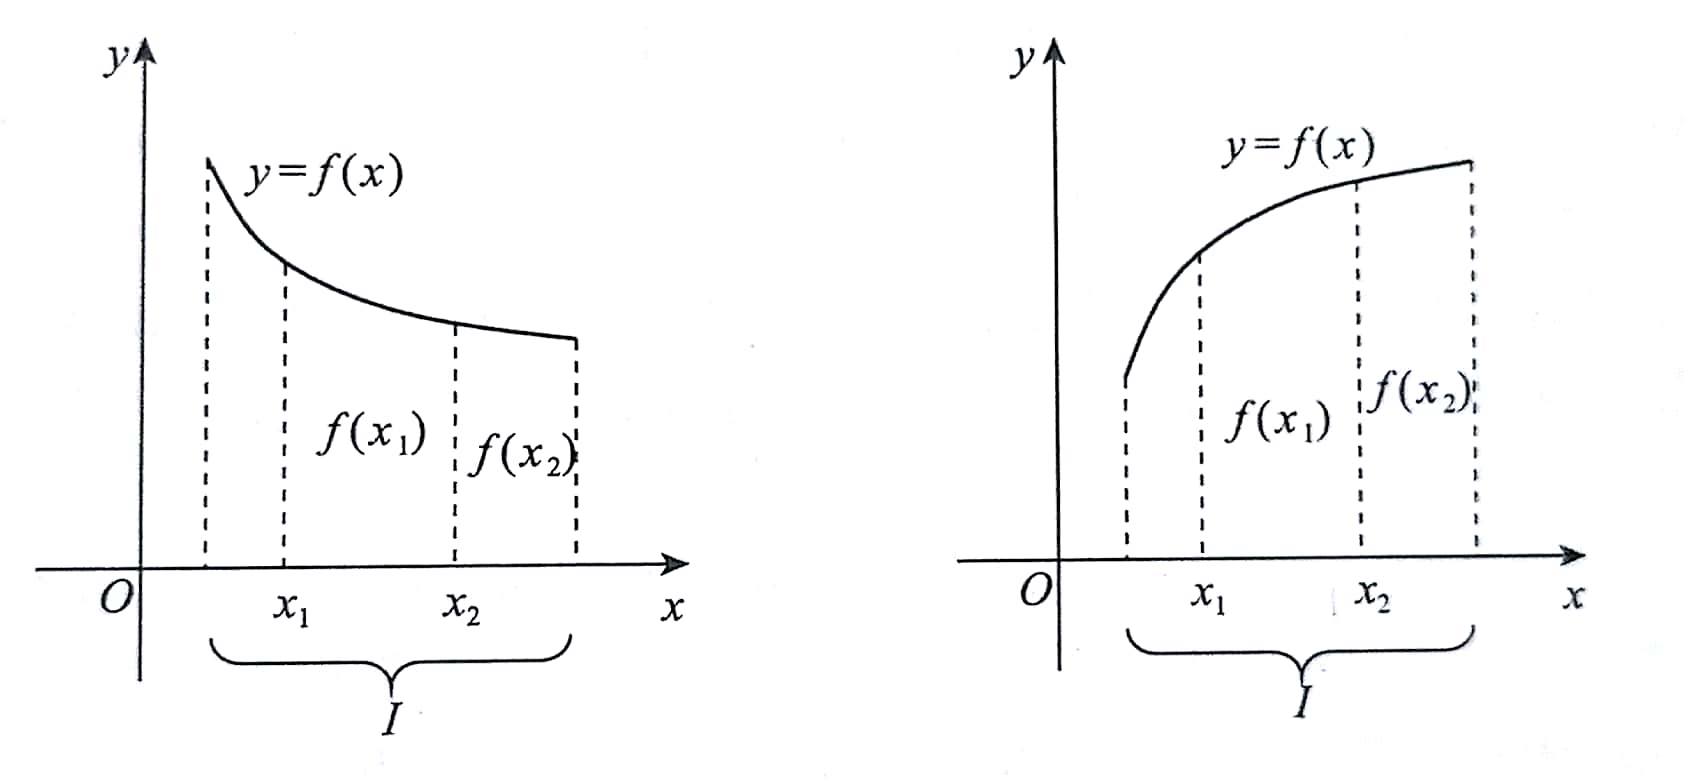 y
y=f(x)
f(x₁)
f(x₂)
O
x₁
x₂
x
I
y
y=f(x)
f(x₁)
f(x₂)
O
x₁
x₂
x
I